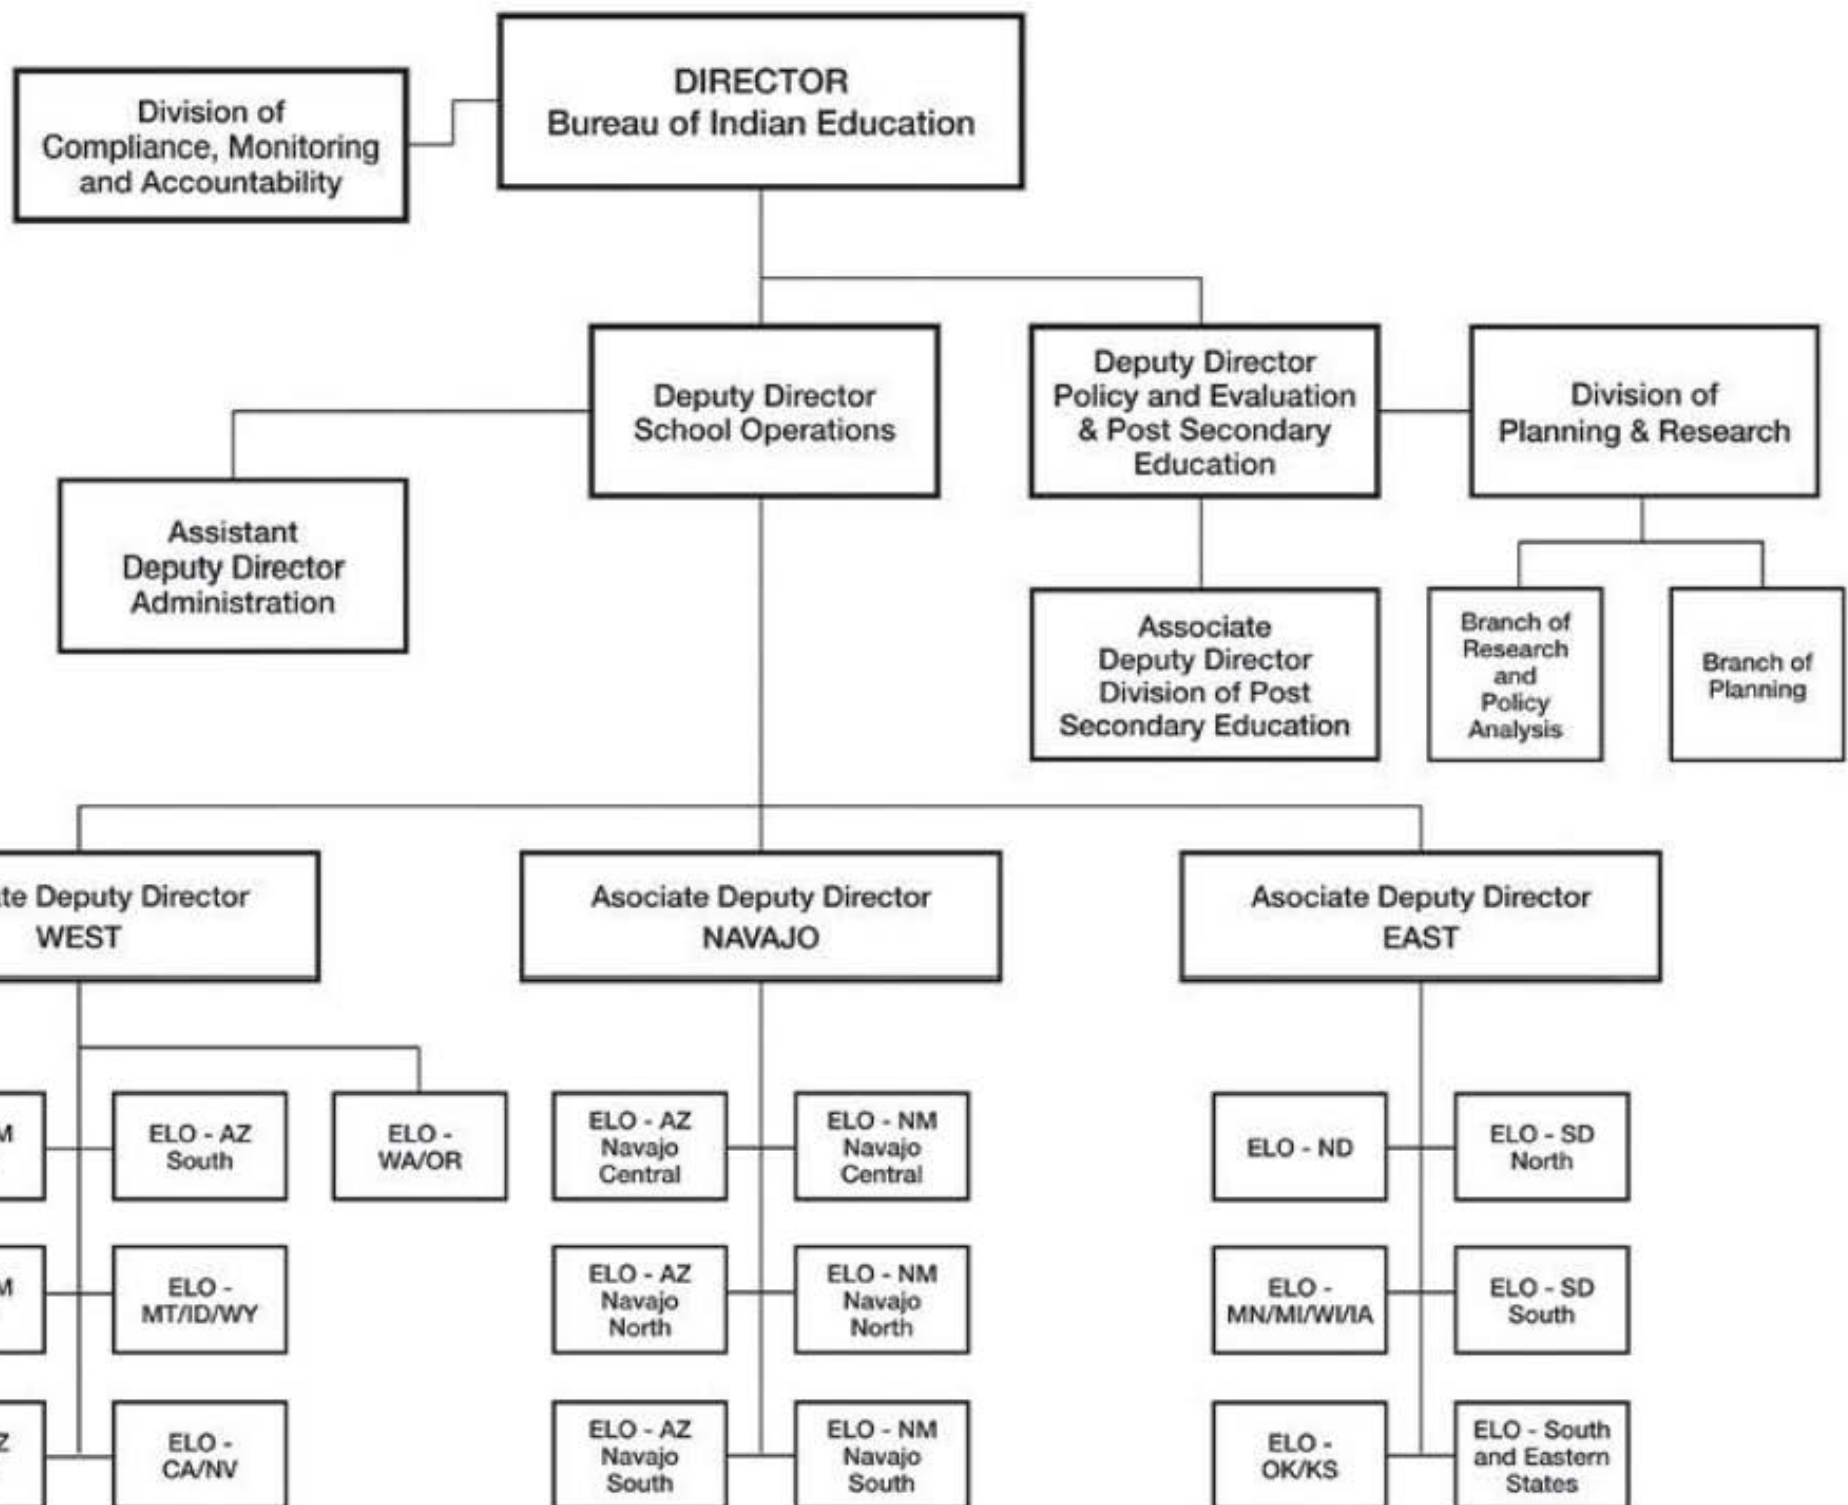 DIRECTOR
Bureau of Indian Education
Division of
Compliance, Monitoring
and Accountability
Deputy Director
School Operations
Deputy Director
Policy and Evaluation
& Post Secondary
Education
Division of
Planning & Research
Assistant
Deputy Director
Administration
Associate
Deputy Director
Division of Post
Secondary Education
Branch of
Research
and
Policy
Analysis
Branch of
Planning
Deputy Director
WEST
Asociate Deputy Director
NAVAJO
Asociate Deputy Director
EAST
ELO - AZ
South
ELO -
WA/OR
ELO - AZ
Navajo
Central
ELO - NM
Navajo
Central
ELO - ND
ELO - SD
North
ELO -
MT/ID/WY
ELO - AZ
Navajo
North
ELO - NM
Navajo
North
ELO -
MN/MI/WI/IA
ELO - SD
South
ELO -
CA/NV
ELO - AZ
Navajo
South
ELO - NM
Navajo
South
ELO -
OK/KS
ELO - South
and Eastern
States